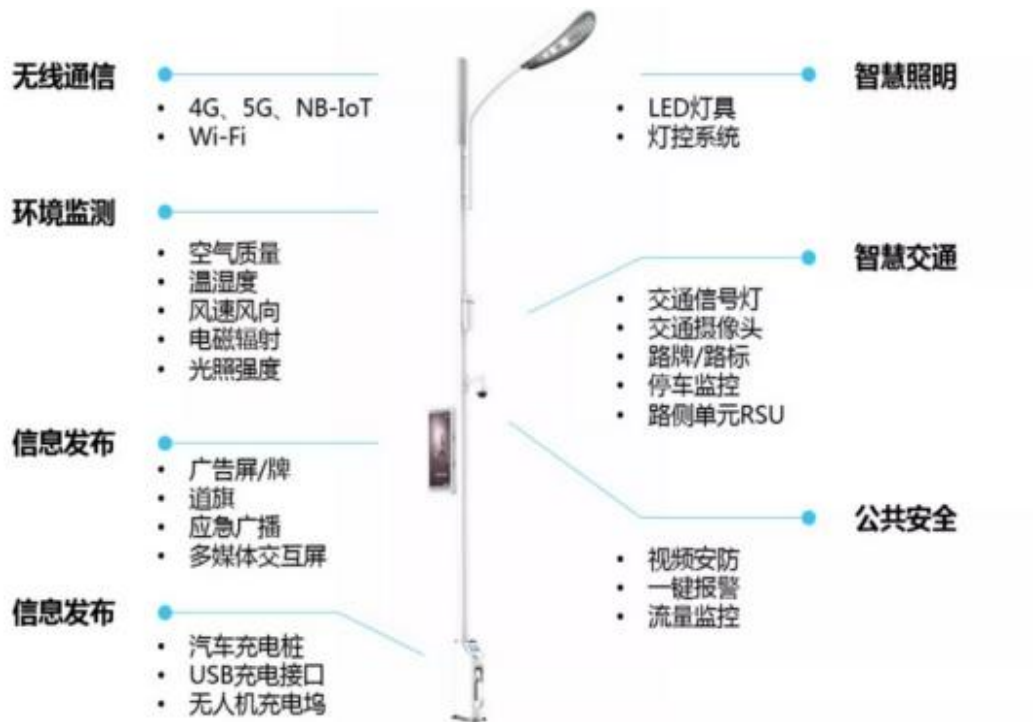 无线通信
4G、5G、NB-IoT
Wi-Fi
环境监测
空气质量
温湿度
风速风向
电磁辐射
光照强度
信息发布
广告屏/牌
道旗
应急广播
多媒体交互屏
信息发布
汽车充电桩
USB充电接口
无人机充电坞
智慧照明
LED灯具
灯控系统
智慧交通
交通信号灯
交通摄像头
路牌/路标
停车监控
路侧单元RSU
公共安全
视频安防
一键报警
流量监控